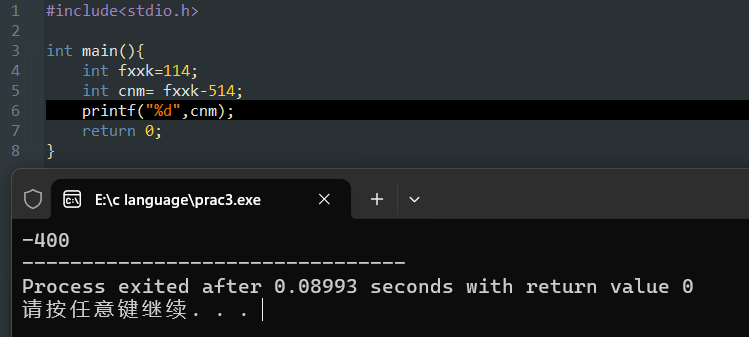 1 #include<stdio.h>
2
3 int main(){
4     int fxxk=114;
5     int cnm= fxxk-514;
6     printf("%d",cnm);
7     return 0;
8 }
E:\c language\prac3.exe
-400
--------------------------------
Process exited after 0.08993 seconds with return value 0
请按任意键继续. . .